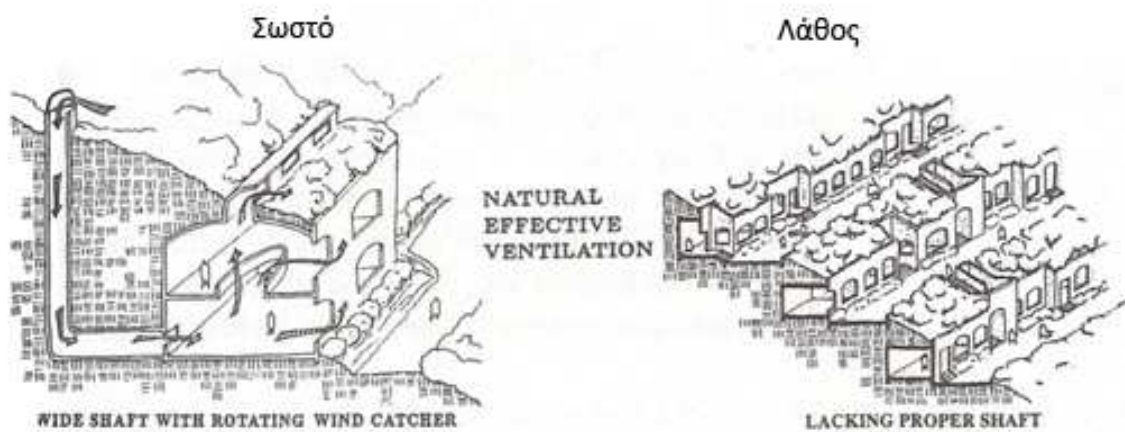 Σωστό
Λάθος
NATURAL
EFFECTIVE
VENTILATION
WIDE SHAFT WITH ROTATING WIND CATCHER
LACKING PROPER SHAFT